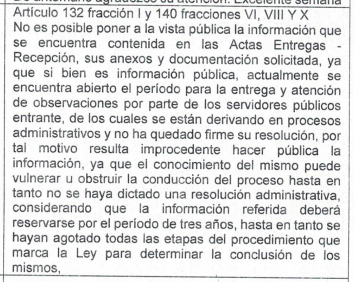 De antemano agradezco su atención. Excelente semana
Artículo 132 fracción I y 140 fracciones VI, VIII Y X
No es posible poner a la vista pública la información que
se encuentra contenida en las Actas Entregas -
Recepción, sus anexos y documentación solicitada, ya
que si bien es información pública, actualmente se
encuentra abierto el período para la entrega y atención
de observaciones por parte de los servidores públicos
entrante, de los cuales se están derivando en procesos
administrativos y no ha quedado firme su resolución, por
tal motivo resulta improcedente hacer pública la
información, ya que el conocimiento del mismo puede
vulnerar u obstruir la conducción del proceso hasta en
tanto no se haya dictado una resolución administrativa,
considerando que la información referida deberá
reservarse por el período de tres años, hasta en tanto se
hayan agotado todas las etapas del procedimiento que
marca la Ley para determinar la conclusión de los
mismos,